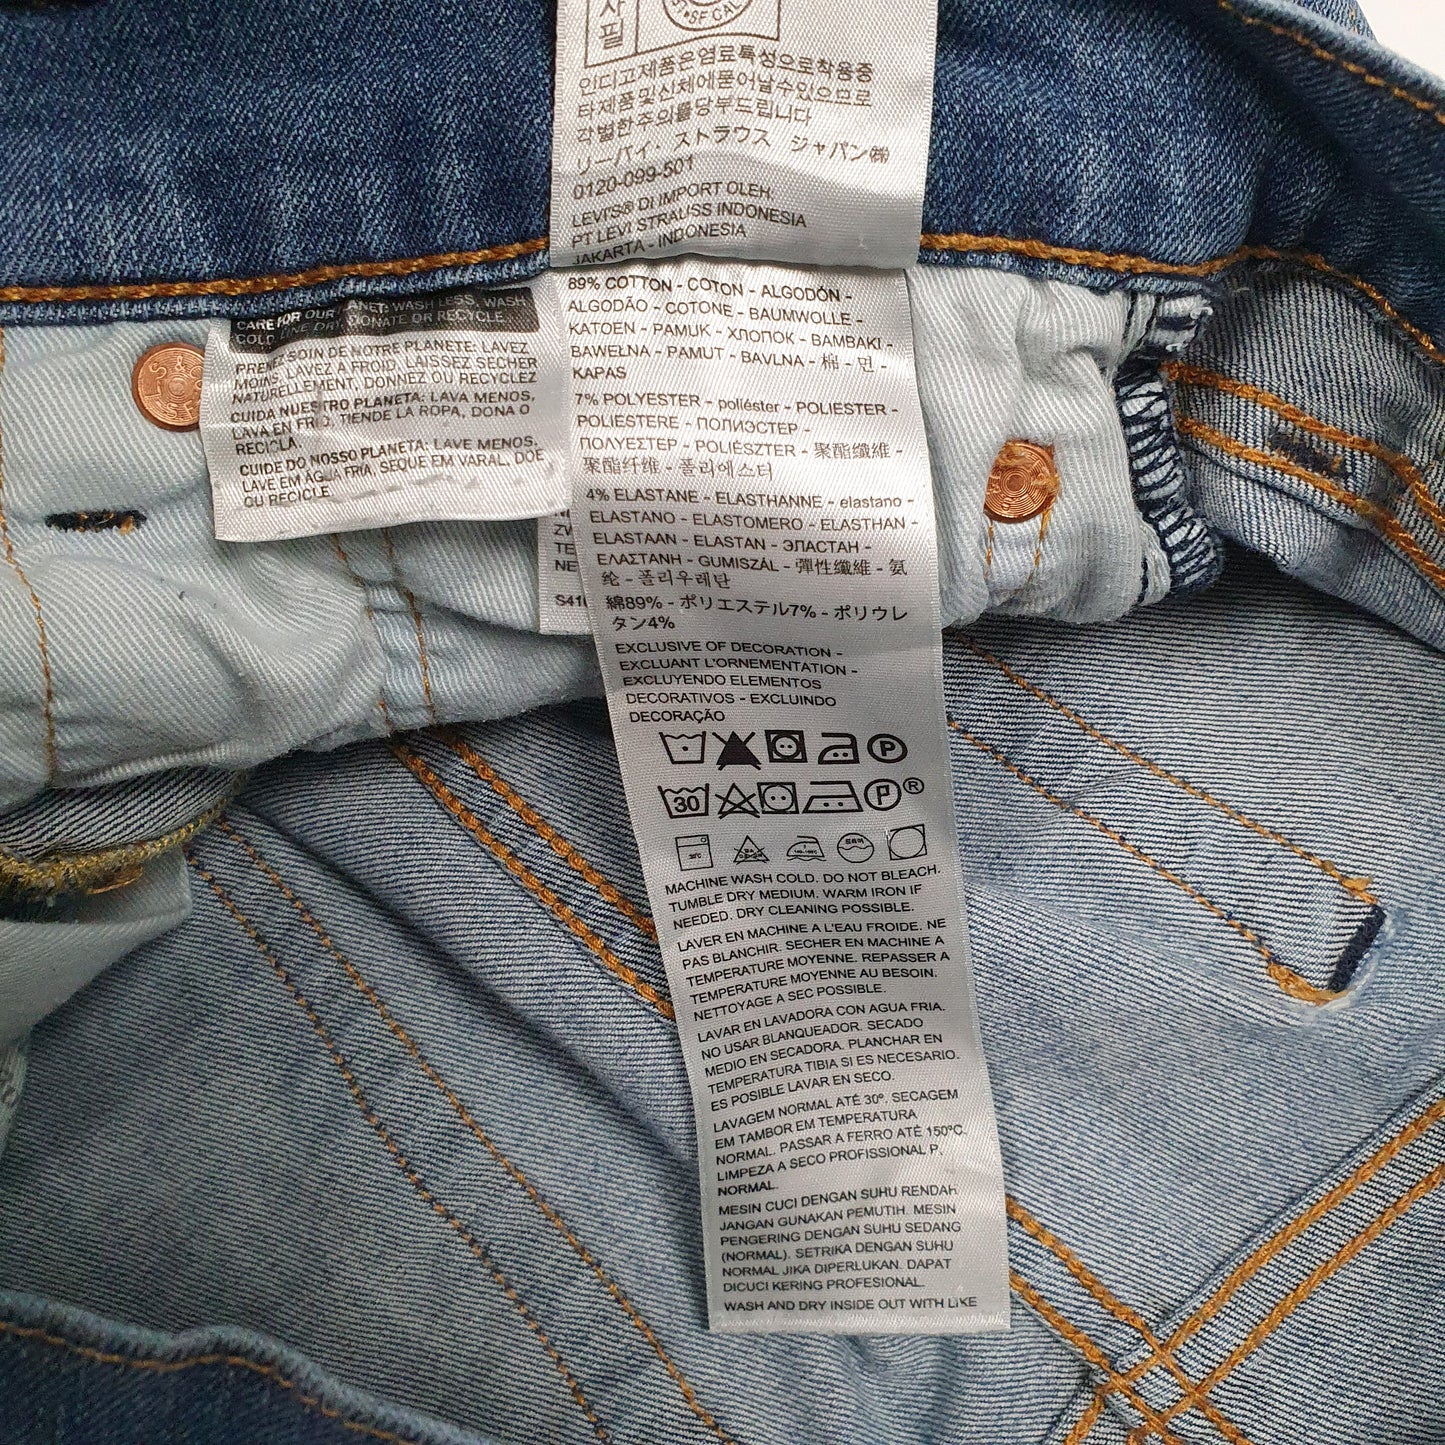 사
필
SF CAL
인디고제품은염료특성으로착용중
타제품및신체에묻어날수있으므로
각별한주의를당부드립니다
リーバイ・ストラウス ジャパン㈱
0120-099-501
LEVI'S® DI IMPORT OLEH:
PT LEVI STRAUSS INDONESIA
JAKARTA - INDONESIA
CARE FOR OUR PLANET: WASH LESS, WASH
COLD, LINE DRY, DONATE OR RECYCLE.
PRENEZ SOIN DE NOTRE PLANETE: LAVEZ
MOINS, LAVEZ A FROID, LAISSEZ SECHER
NATURELLEMENT, DONNEZ OU RECYCLEZ
CUIDA NUESTRO PLANETA: LAVA MENOS,
LAVA EN FRIO, TIENDE LA ROPA, DONA O
RECICLA.
CUIDE DO NOSSO PLANETA: LAVE MENOS,
LAVE EM ÁGUA FRIA, SEQUE EM VARAL, DOE
OU RECICLE
ZW
TE
NE
S41
89% COTTON - COTON - ALGODÓN -
ALGODÃO - COTONE - BAUMWOLLE -
KATOEN - PAMUK - ХЛОПОК - BAMBAKI -
BAWEŁNA - PAMUT - BAVLNA - 棉 - 면 -
KAPAS
7% POLYESTER - poliéster - POLIESTER -
POLIESTERE - ПОПИЭСТЕР -
ΠΟΛΥΕΣΤΕΡ - POLIÉSZTER - 聚酯纖維 -
聚酯纤维 - 폴리에스터
4% ELASTANE - ELASTHANNE - elastano -
ELASTANO - ELASTOMERO - ELASTHAN -
ELASTAAN - ELASTAN - ЭПАСТАН -
ΕΛΑΣΤΑΝΗ - GUMISZÁL - 彈性纖維 - 氨
纶 - 폴리우레탄
綿89% - ポリエステル7% - ポリウレ
タン4%
EXCLUSIVE OF DECORATION -
EXCLUANT L'ORNEMENTATION -
EXCLUYENDO ELEMENTOS
DECORATIVOS - EXCLUINDO
DECORAÇÃO
P
30 P ®
MACHINE WASH COLD. DO NOT BLEACH.
TUMBLE DRY MEDIUM. WARM IRON IF
NEEDED. DRY CLEANING POSSIBLE.
LAVER EN MACHINE A L'EAU FROIDE. NE
PAS BLANCHIR. SECHER EN MACHINE A
TEMPERATURE MOYENNE. REPASSER A
TEMPERATURE MOYENNE AU BESOIN.
NETTOYAGE A SEC POSSIBLE.
LAVAR EN LAVADORA CON AGUA FRIA.
NO USAR BLANQUEADOR. SECADO
MEDIO EN SECADORA. PLANCHAR EN
TEMPERATURA TIBIA SI ES NECESARIO.
ES POSIBLE LAVAR EN SECO.
LAVAGEM NORMAL ATÉ 30º, SECAGEM
EM TAMBOR EM TEMPERATURA
NORMAL. PASSAR A FERRO ATÉ 150ºC.
LIMPEZA A SECO PROFISSIONAL P,
NORMAL.
MESIN CUCI DENGAN SUHU RENDAH
JANGAN GUNAKAN PEMUTIH. MESIN
PENGERING DENGAN SUHU SEDANG
(NORMAL). SETRIKA DENGAN SUHU
NORMAL JIKA DIPERLUKAN. DAPAT
DICUCI KERING PROFESIONAL.
WASH AND DRY INSIDE OUT WITH LIKE